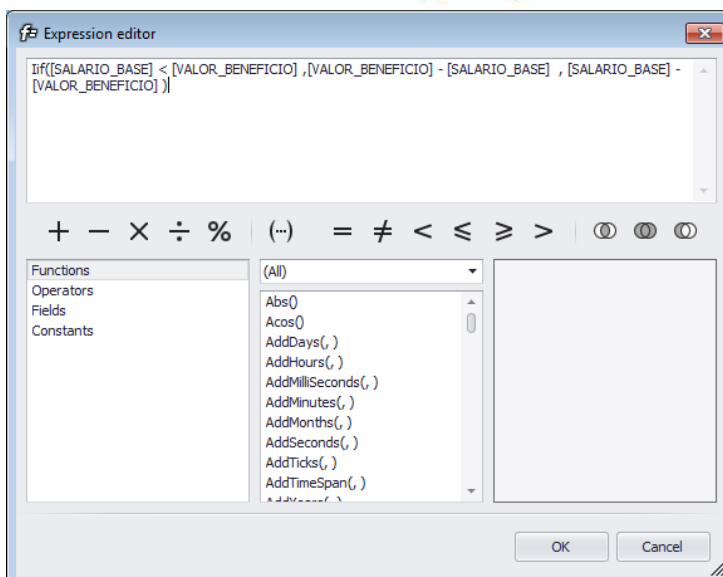 Expression editor
Iif([SALARIO_BASE] < [VALOR_BENEFICIO] ,[VALOR_BENEFICIO] - [SALARIO_BASE]  , [SALARIO_BASE] -
[VALOR_BENEFICIO] )
+ − × ÷ % (···) = ≠ < ≤ ≥ >
Functions
Operators
Fields
Constants
(All)
Abs()
Acos()
AddDays(, )
AddHours(, )
AddMilliSeconds(, )
AddMinutes(, )
AddMonths(, )
AddSeconds(, )
AddTicks(, )
AddTimeSpan(, )
OK Cancel